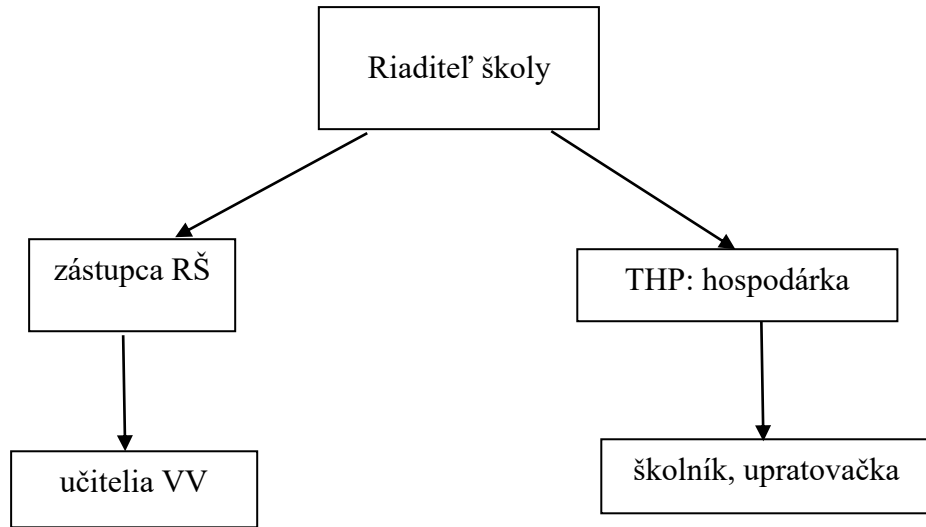 Riaditeľ školy
zástupca RŠ
THP: hospodárka
učitelia VV
školník, upratovačka